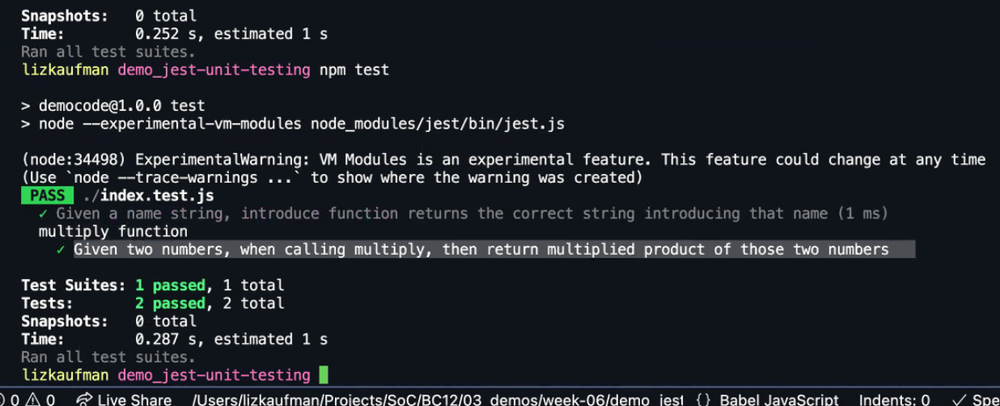 Snapshots:   0 total
Time:        0.252 s, estimated 1 s
Ran all test suites.
lizkaufman demo_jest-unit-testing npm test
> democode@1.0.0 test
> node --experimental-vm-modules node_modules/jest/bin/jest.js
(node:34498) ExperimentalWarning: VM Modules is an experimental feature. This feature could change at any time
(Use `node --trace-warnings ...` to show where the warning was created)
PASS ./index.test.js
✓ Given a name string, introduce function returns the correct string introducing that name (1 ms)
multiply function
✓ Given two numbers, when calling multiply, then return multiplied product of those two numbers
Test Suites: 1 passed, 1 total
Tests:       2 passed, 2 total
Snapshots:   0 total
Time:        0.287 s, estimated 1 s
Ran all test suites.
lizkaufman demo_jest-unit-testing
0 0 Live Share /Users/lizkaufman/Projects/SoC/BC12/03_demos/week-06/demo_jest {} Babel JavaScript Indents: 0 ✓ Spe